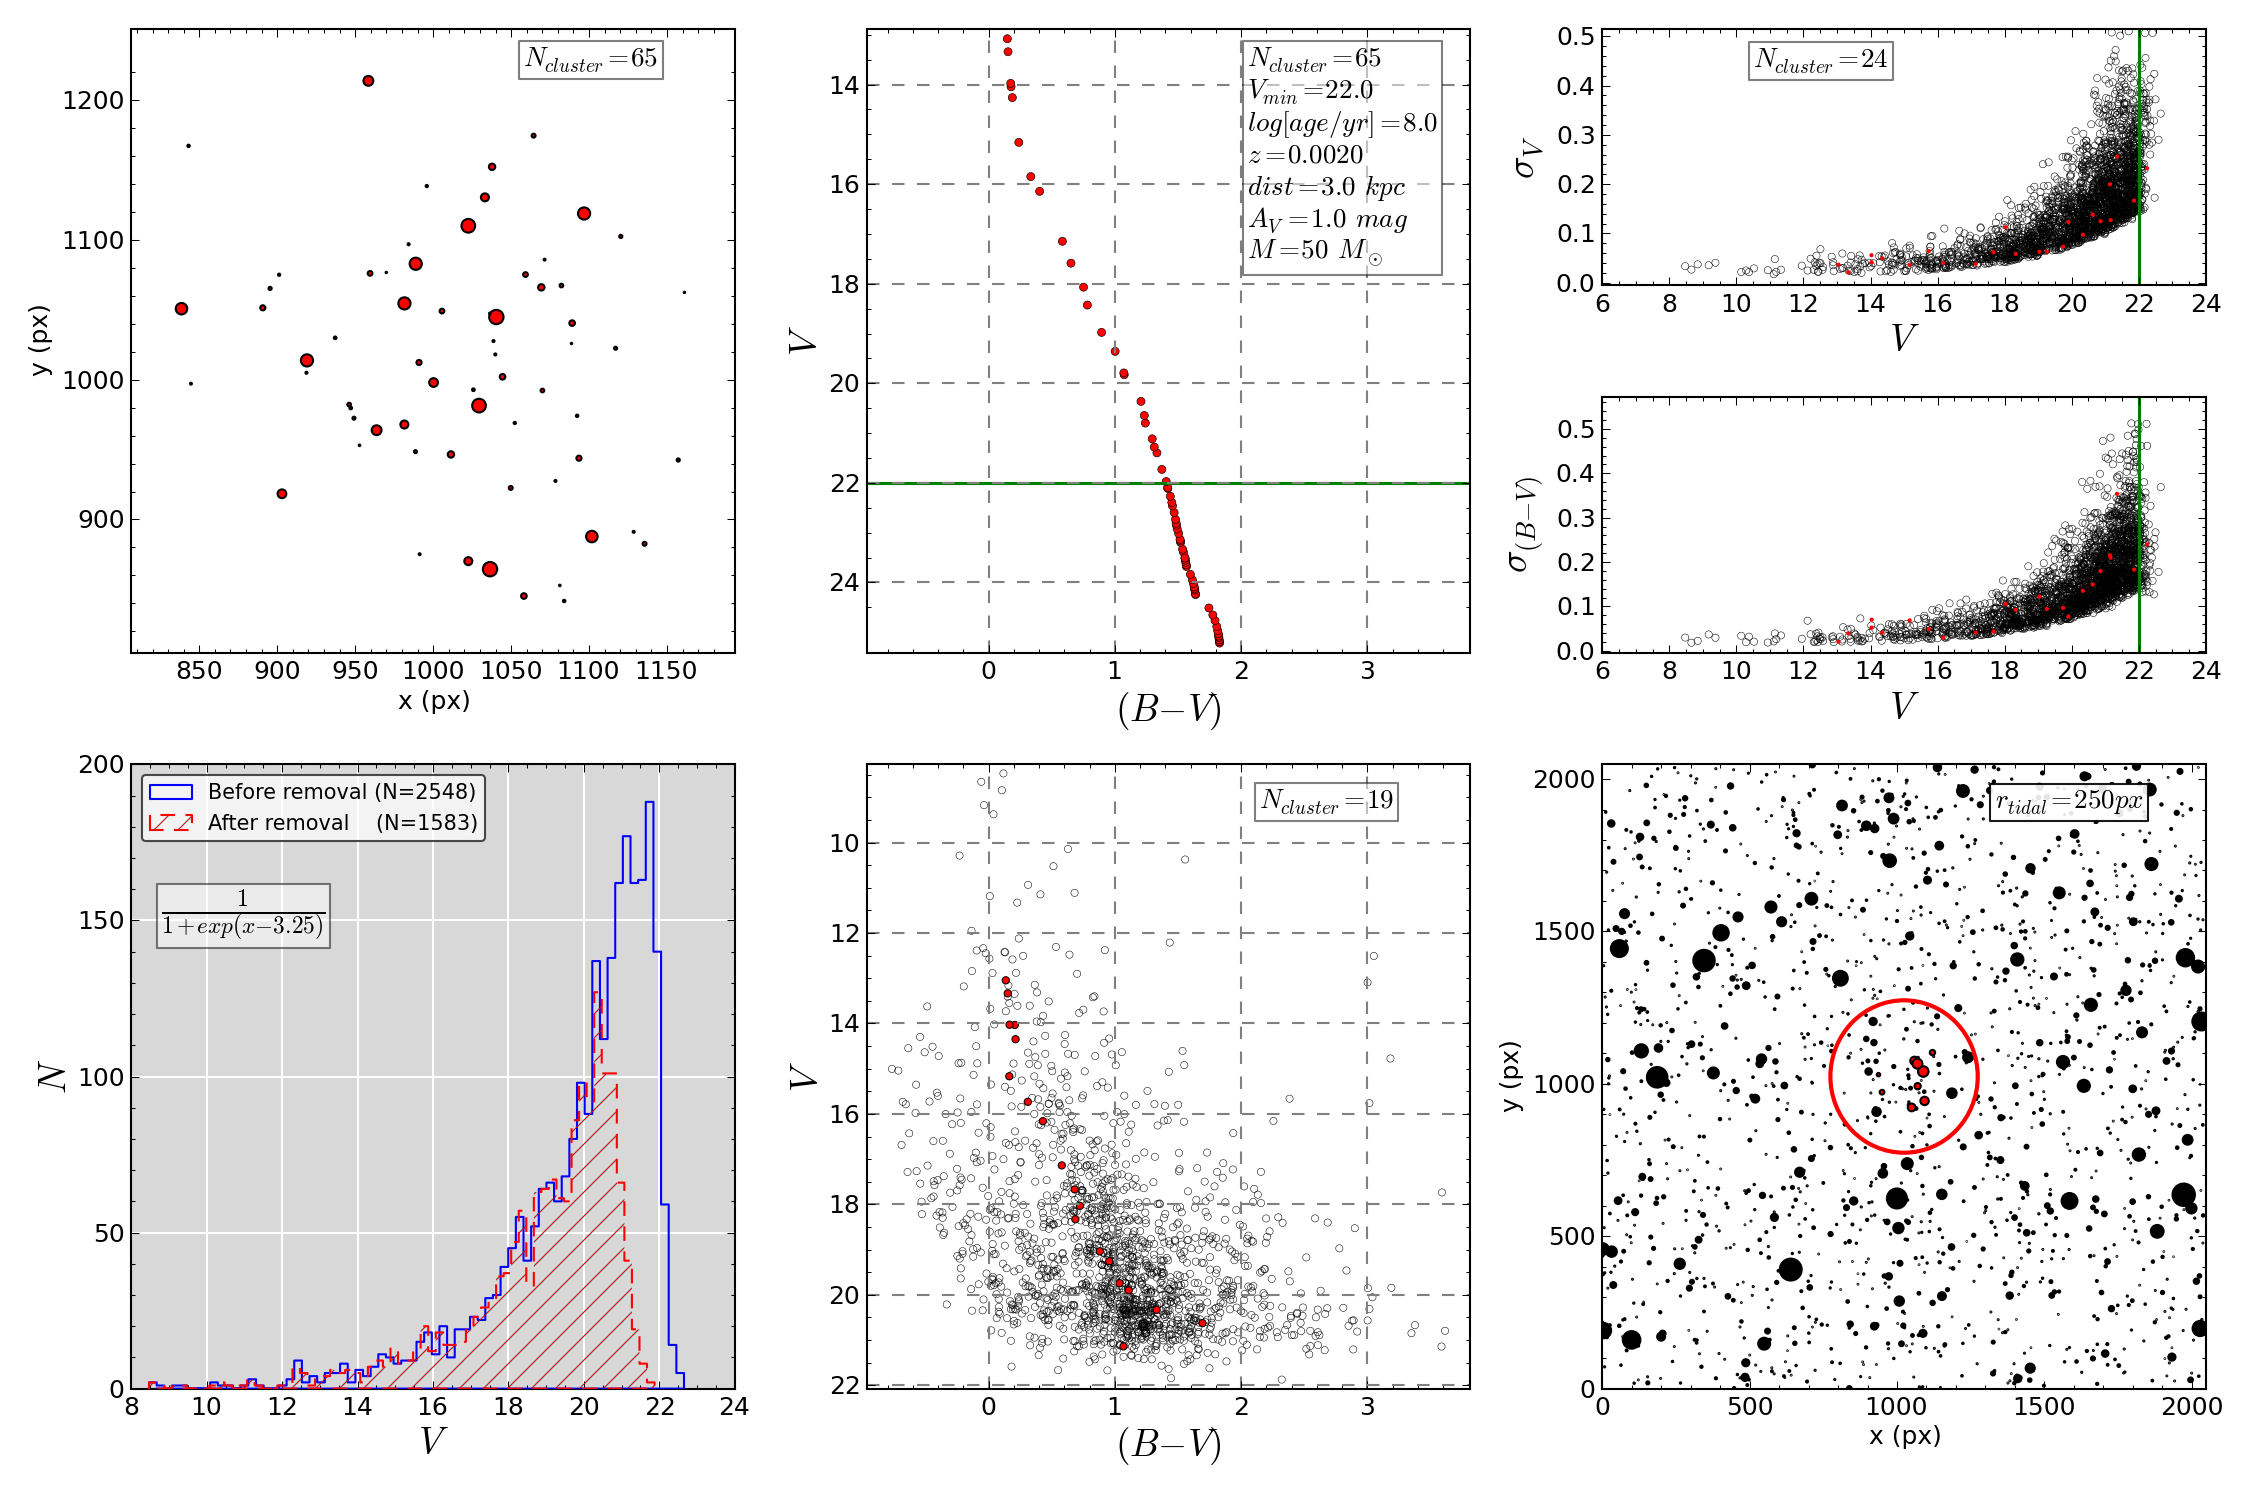 N_cluster=65
1200
1100
1000
900
850 900 950 1000 1050 1100 1150
x (px)
y (px)
N_cluster=65
V_min=22.0
log[age/yr]=8.0
z=0.0020
dist=3.0 kpc
A_V=1.0 mag
M=50 M_⊙
14
16
18
20
22
24
0 1 2 3
(B−V)
V
N_cluster=24
0.5
0.4
0.3
0.2
0.1
0.0
6 8 10 12 14 16 18 20 22 24
V
σ_V
0.5
0.4
0.3
0.2
0.1
0.0
6 8 10 12 14 16 18 20 22 24
V
σ_(B−V)
Before removal (N=2548)
After removal (N=1583)
1
1+exp(x−3.25)
200
150
100
50
0
8 10 12 14 16 18 20 22 24
V
N
N_cluster=19
10
12
14
16
18
20
22
0 1 2 3
(B−V)
V
r_tidal=250px
2000
1500
1000
500
0
0 500 1000 1500 2000
x (px)
y (px)